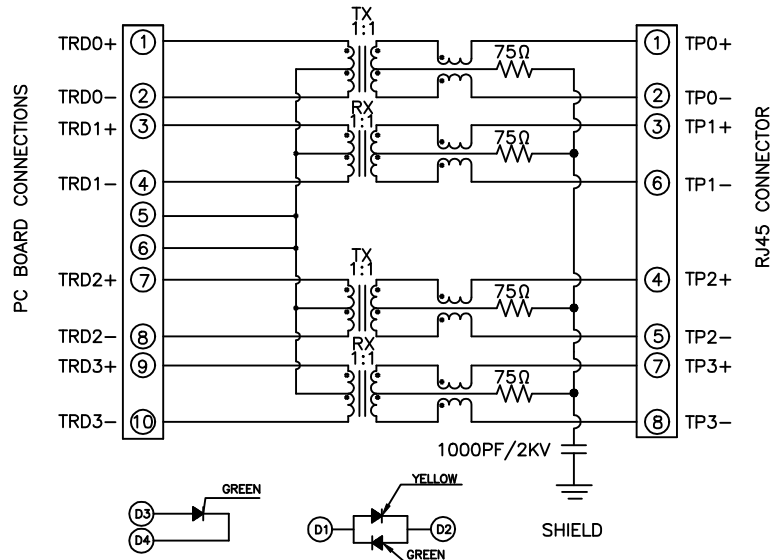 TX
1:1
TRD0+ 1 75Ω 1 TP0+
TRD0- 2 2 TP0-
RX
1:1
TRD1+ 3 75Ω 3 TP1+
TRD1- 4 6 TP1-
5
6
TX
1:1
TRD2+ 7 75Ω 4 TP2+
TRD2- 8 5 TP2-
RX
1:1
TRD3+ 9 75Ω 7 TP3+
TRD3- 10 8 TP3-
PC BOARD CONNECTIONS
RJ45 CONNECTOR
1000PF/2KV
SHIELD
GREEN
D3
D4
YELLOW
D1 D2
GREEN